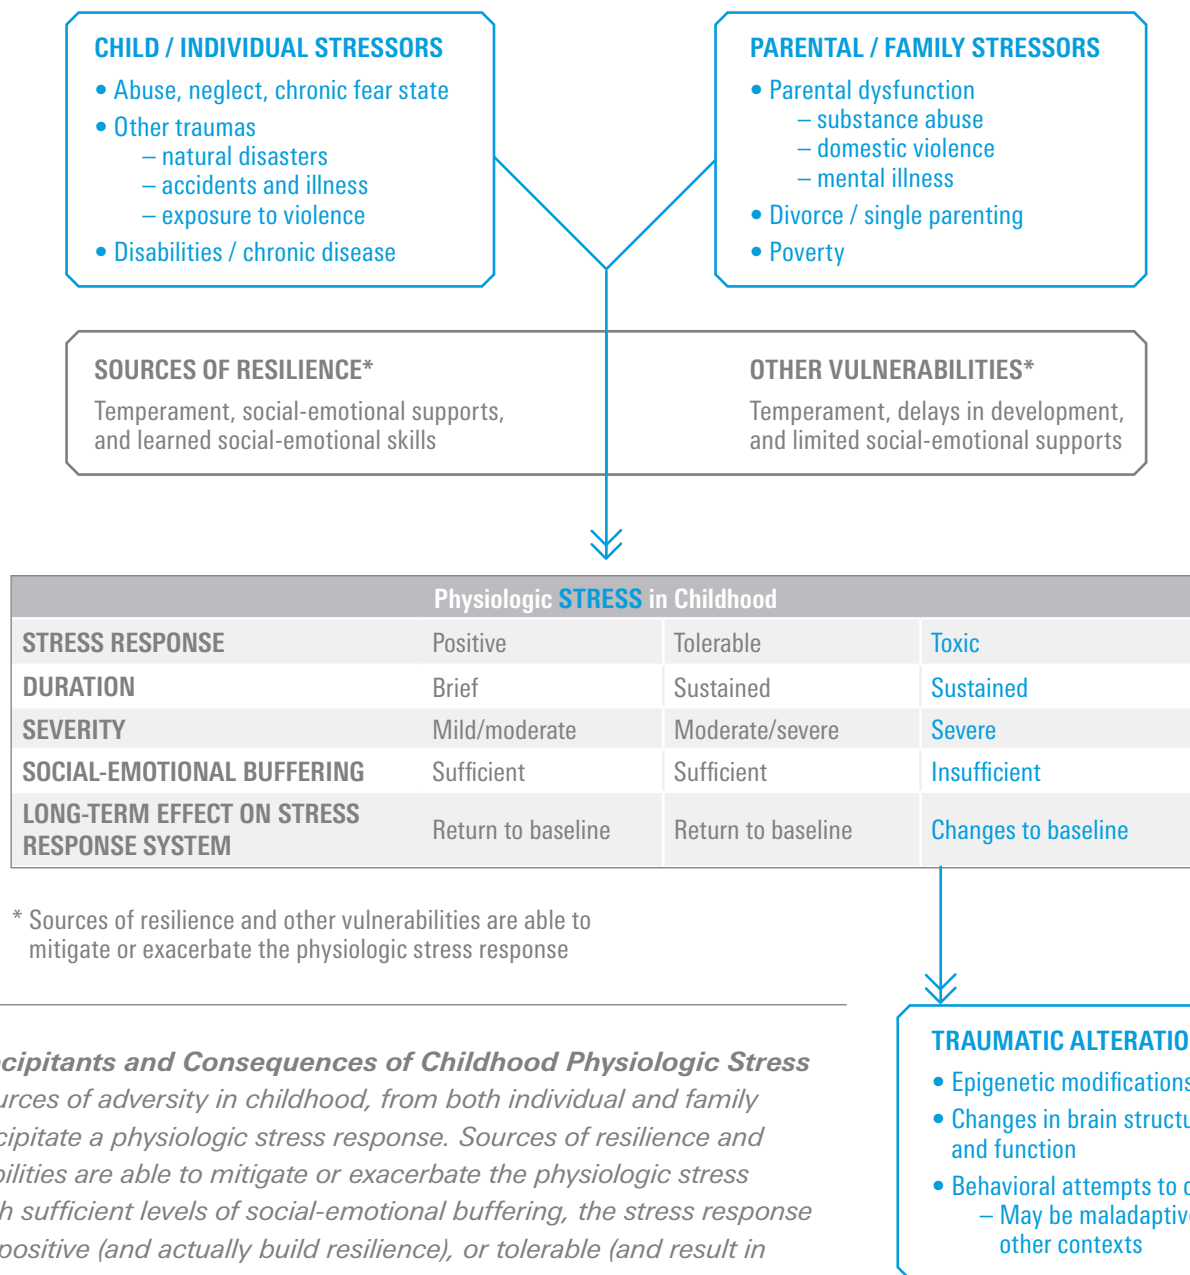 CHILD / INDIVIDUAL STRESSORS
• Abuse, neglect, chronic fear state
• Other traumas
– natural disasters
– accidents and illness
– exposure to violence
• Disabilities / chronic disease
PARENTAL / FAMILY STRESSORS
• Parental dysfunction
– substance abuse
– domestic violence
– mental illness
• Divorce / single parenting
• Poverty
SOURCES OF RESILIENCE*
Temperament, social-emotional supports,
and learned social-emotional skills
OTHER VULNERABILITIES*
Temperament, delays in development,
and limited social-emotional supports
Physiologic STRESS in Childhood
STRESS RESPONSE Positive Tolerable Toxic
DURATION Brief Sustained Sustained
SEVERITY Mild/moderate Moderate/severe Severe
SOCIAL-EMOTIONAL BUFFERING Sufficient Sufficient Insufficient
LONG-TERM EFFECT ON STRESS
RESPONSE SYSTEM Return to baseline Return to baseline Changes to baseline
* Sources of resilience and other vulnerabilities are able to
mitigate or exacerbate the physiologic stress response
cipitants and Consequences of Childhood Physiologic Stress
urces of adversity in childhood, from both individual and family
cipitate a physiologic stress response. Sources of resilience and
bilities are able to mitigate or exacerbate the physiologic stress
h sufficient levels of social-emotional buffering, the stress response
positive (and actually build resilience), or tolerable (and result in
TRAUMATIC ALTERATIO
• Epigenetic modifications
• Changes in brain structu
and function
• Behavioral attempts to c
– May be maladaptive
other contexts